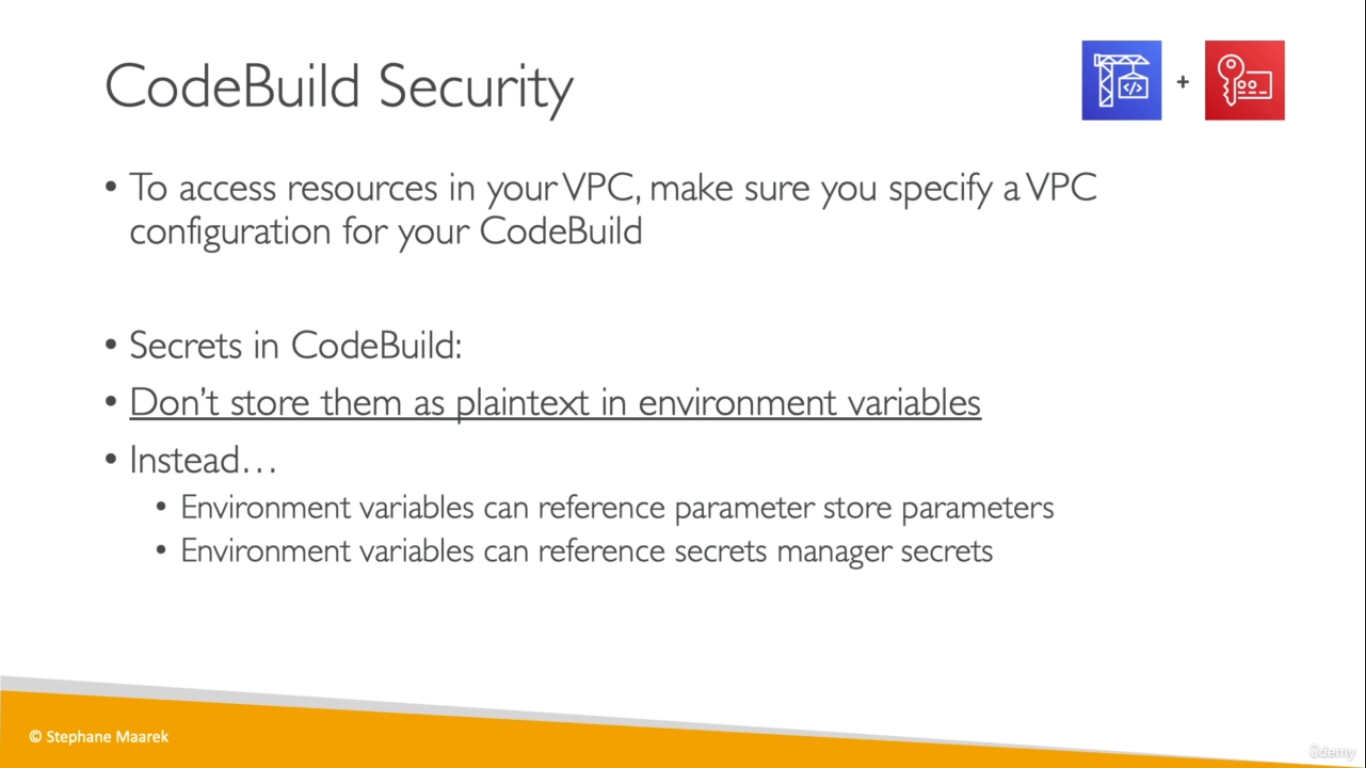 CodeBuild Security
+
• To access resources in your VPC, make sure you specify a VPC
configuration for your CodeBuild
• Secrets in CodeBuild:
• Don't store them as plaintext in environment variables
• Instead…
• Environment variables can reference parameter store parameters
• Environment variables can reference secrets manager secrets
© Stephane Maarek
ûdemy